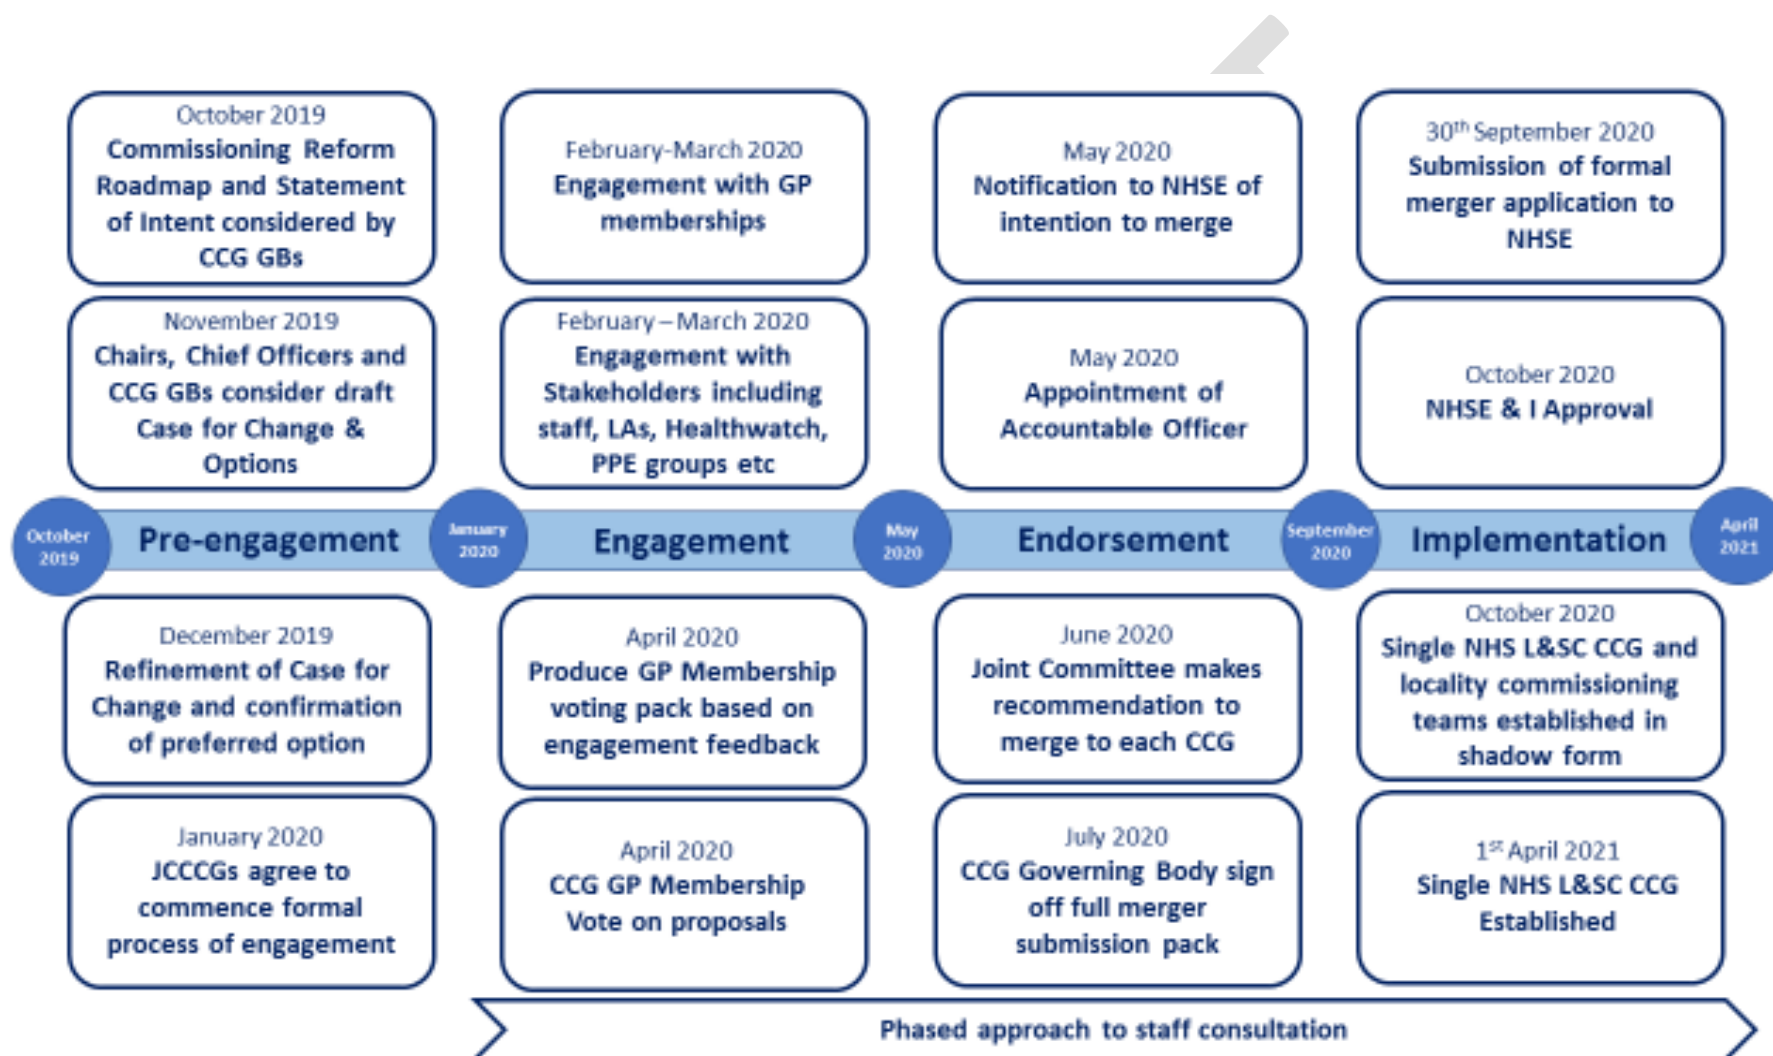 October 2019
Commissioning Reform
Roadmap and Statement
of Intent considered by
CCG GBs
February-March 2020
Engagement with GP
memberships
May 2020
Notification to NHSE of
intention to merge
30th September 2020
Submission of formal
merger application to
NHSE
November 2019
Chairs, Chief Officers and
CCG GBs consider draft
Case for Change &
Options
February – March 2020
Engagement with
Stakeholders including
staff, LAs, Healthwatch,
PPE groups etc
May 2020
Appointment of
Accountable Officer
October 2020
NHSE & I Approval
October
2019
Pre-engagement
January
2020
Engagement
May
2020
Endorsement
September
2020
Implementation
April
2021
December 2019
Refinement of Case for
Change and confirmation
of preferred option
April 2020
Produce GP Membership
voting pack based on
engagement feedback
June 2020
Joint Committee makes
recommendation to
merge to each CCG
October 2020
Single NHS L&SC CCG and
locality commissioning
teams established in
shadow form
January 2020
JCCCGs agree to
commence formal
process of engagement
April 2020
CCG GP Membership
Vote on proposals
July 2020
CCG Governing Body sign
off full merger
submission pack
1st April 2021
Single NHS L&SC CCG
Established
Phased approach to staff consultation